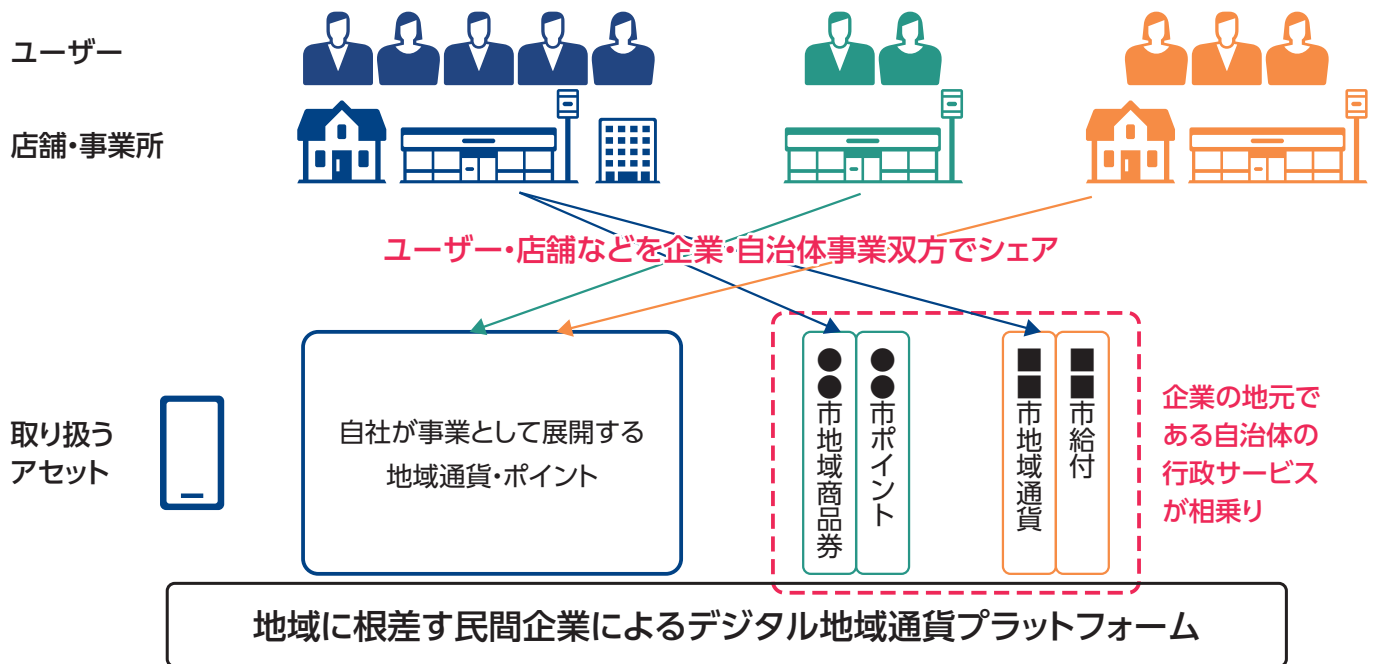 ユーザー
店舗・事業所
ユーザー・店舗などを企業・自治体事業双方でシェア
取り扱う
アセット
自社が事業として展開する
地域通貨・ポイント
●●市地域商品券
●●市ポイント
■■市地域通貨
■■市給付
企業の地元で
ある自治体の
行政サービス
が相乗り
地域に根差す民間企業によるデジタル地域通貨プラットフォーム